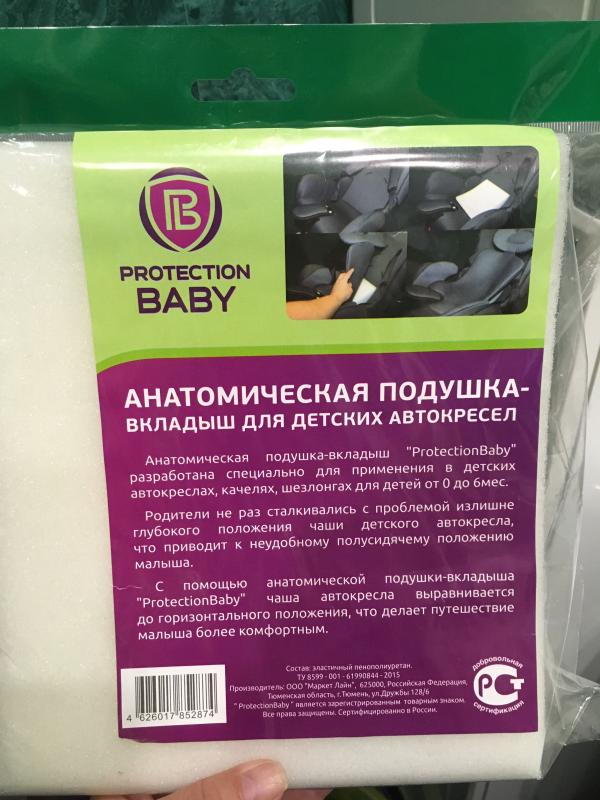 PROTECTION
BABY
АНАТОМИЧЕСКАЯ ПОДУШКА-
ВКЛАДЫШ ДЛЯ ДЕТСКИХ АВТОКРЕСЕЛ
Анатомическая подушка-вкладыш "ProtectionBaby"
разработана специально для применения в детских
автокреслах, качелях, шезлонгах для детей от 0 до 6мес.
Родители не раз сталкивались с проблемой излишне
глубокого положения чаши детского автокресла,
что приводит к неудобному полусидячему положению
малыша.
С помощью анатомической подушки-вкладыша
"ProtectionBaby" чаша автокресла выравнивается
до горизонтального положения, что делает путешествие
малыша более комфортным.
Состав: эластичный пенополиуретан.
ТУ 8599 - 001 - 61990844 - 2015
Производитель: ООО "Маркет Лайн", 625000, Российская Федерация,
Тюменская область, г.Тюмень, ул.Дружбы 128/6
" ProtectionBaby " является зарегистрированным товарным знаком.
Все права защищены. Сертифицированно в России.
4 626017 852874
добровольная
РСТ
сертификация